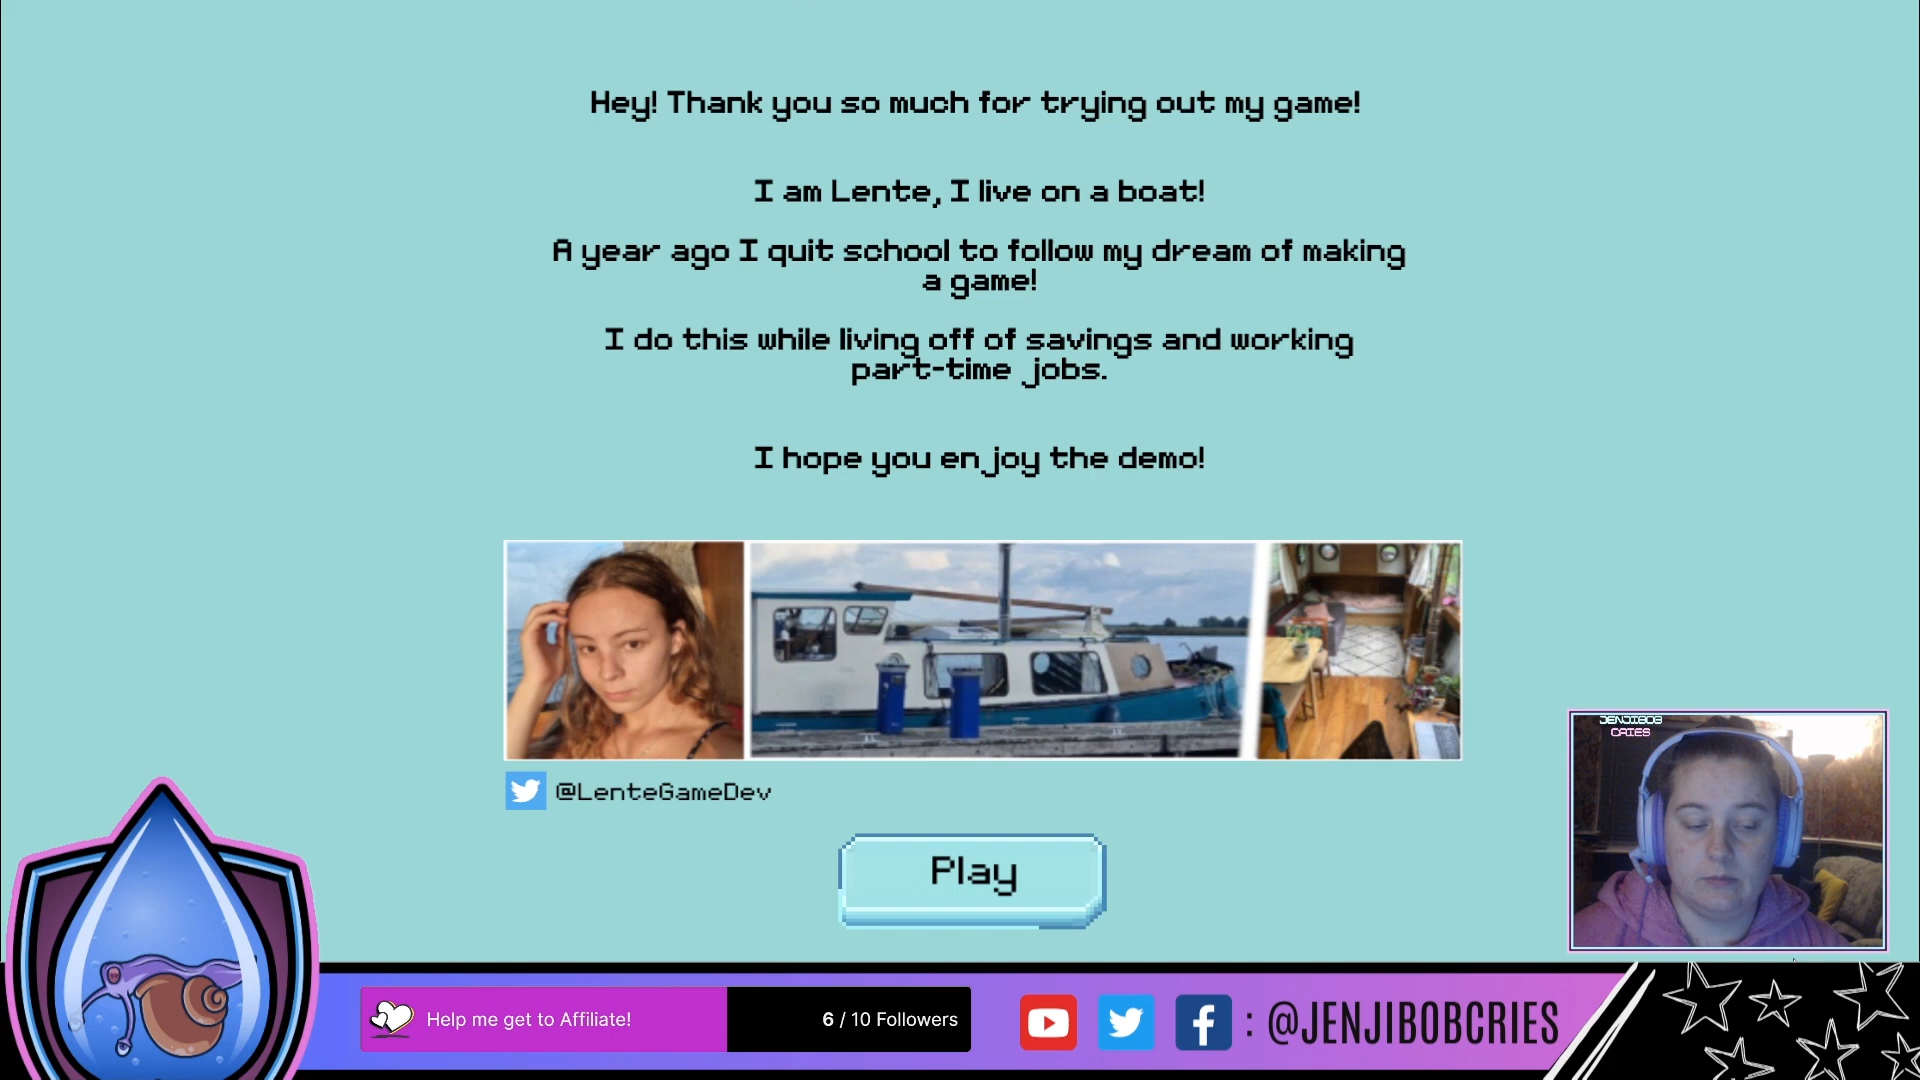 Hey! Thank you so much for trying out my game!
I am Lente, I live on a boat!
A year ago I quit school to follow my dream of making
a game!
I do this while living off of savings and working
part-time jobs.
I hope you enjoy the demo!
@LenteGameDev
Play
JENJIBOB
CRIES
Help me get to Affiliate!
6 / 10 Followers
: @JENJIBOBCRIES